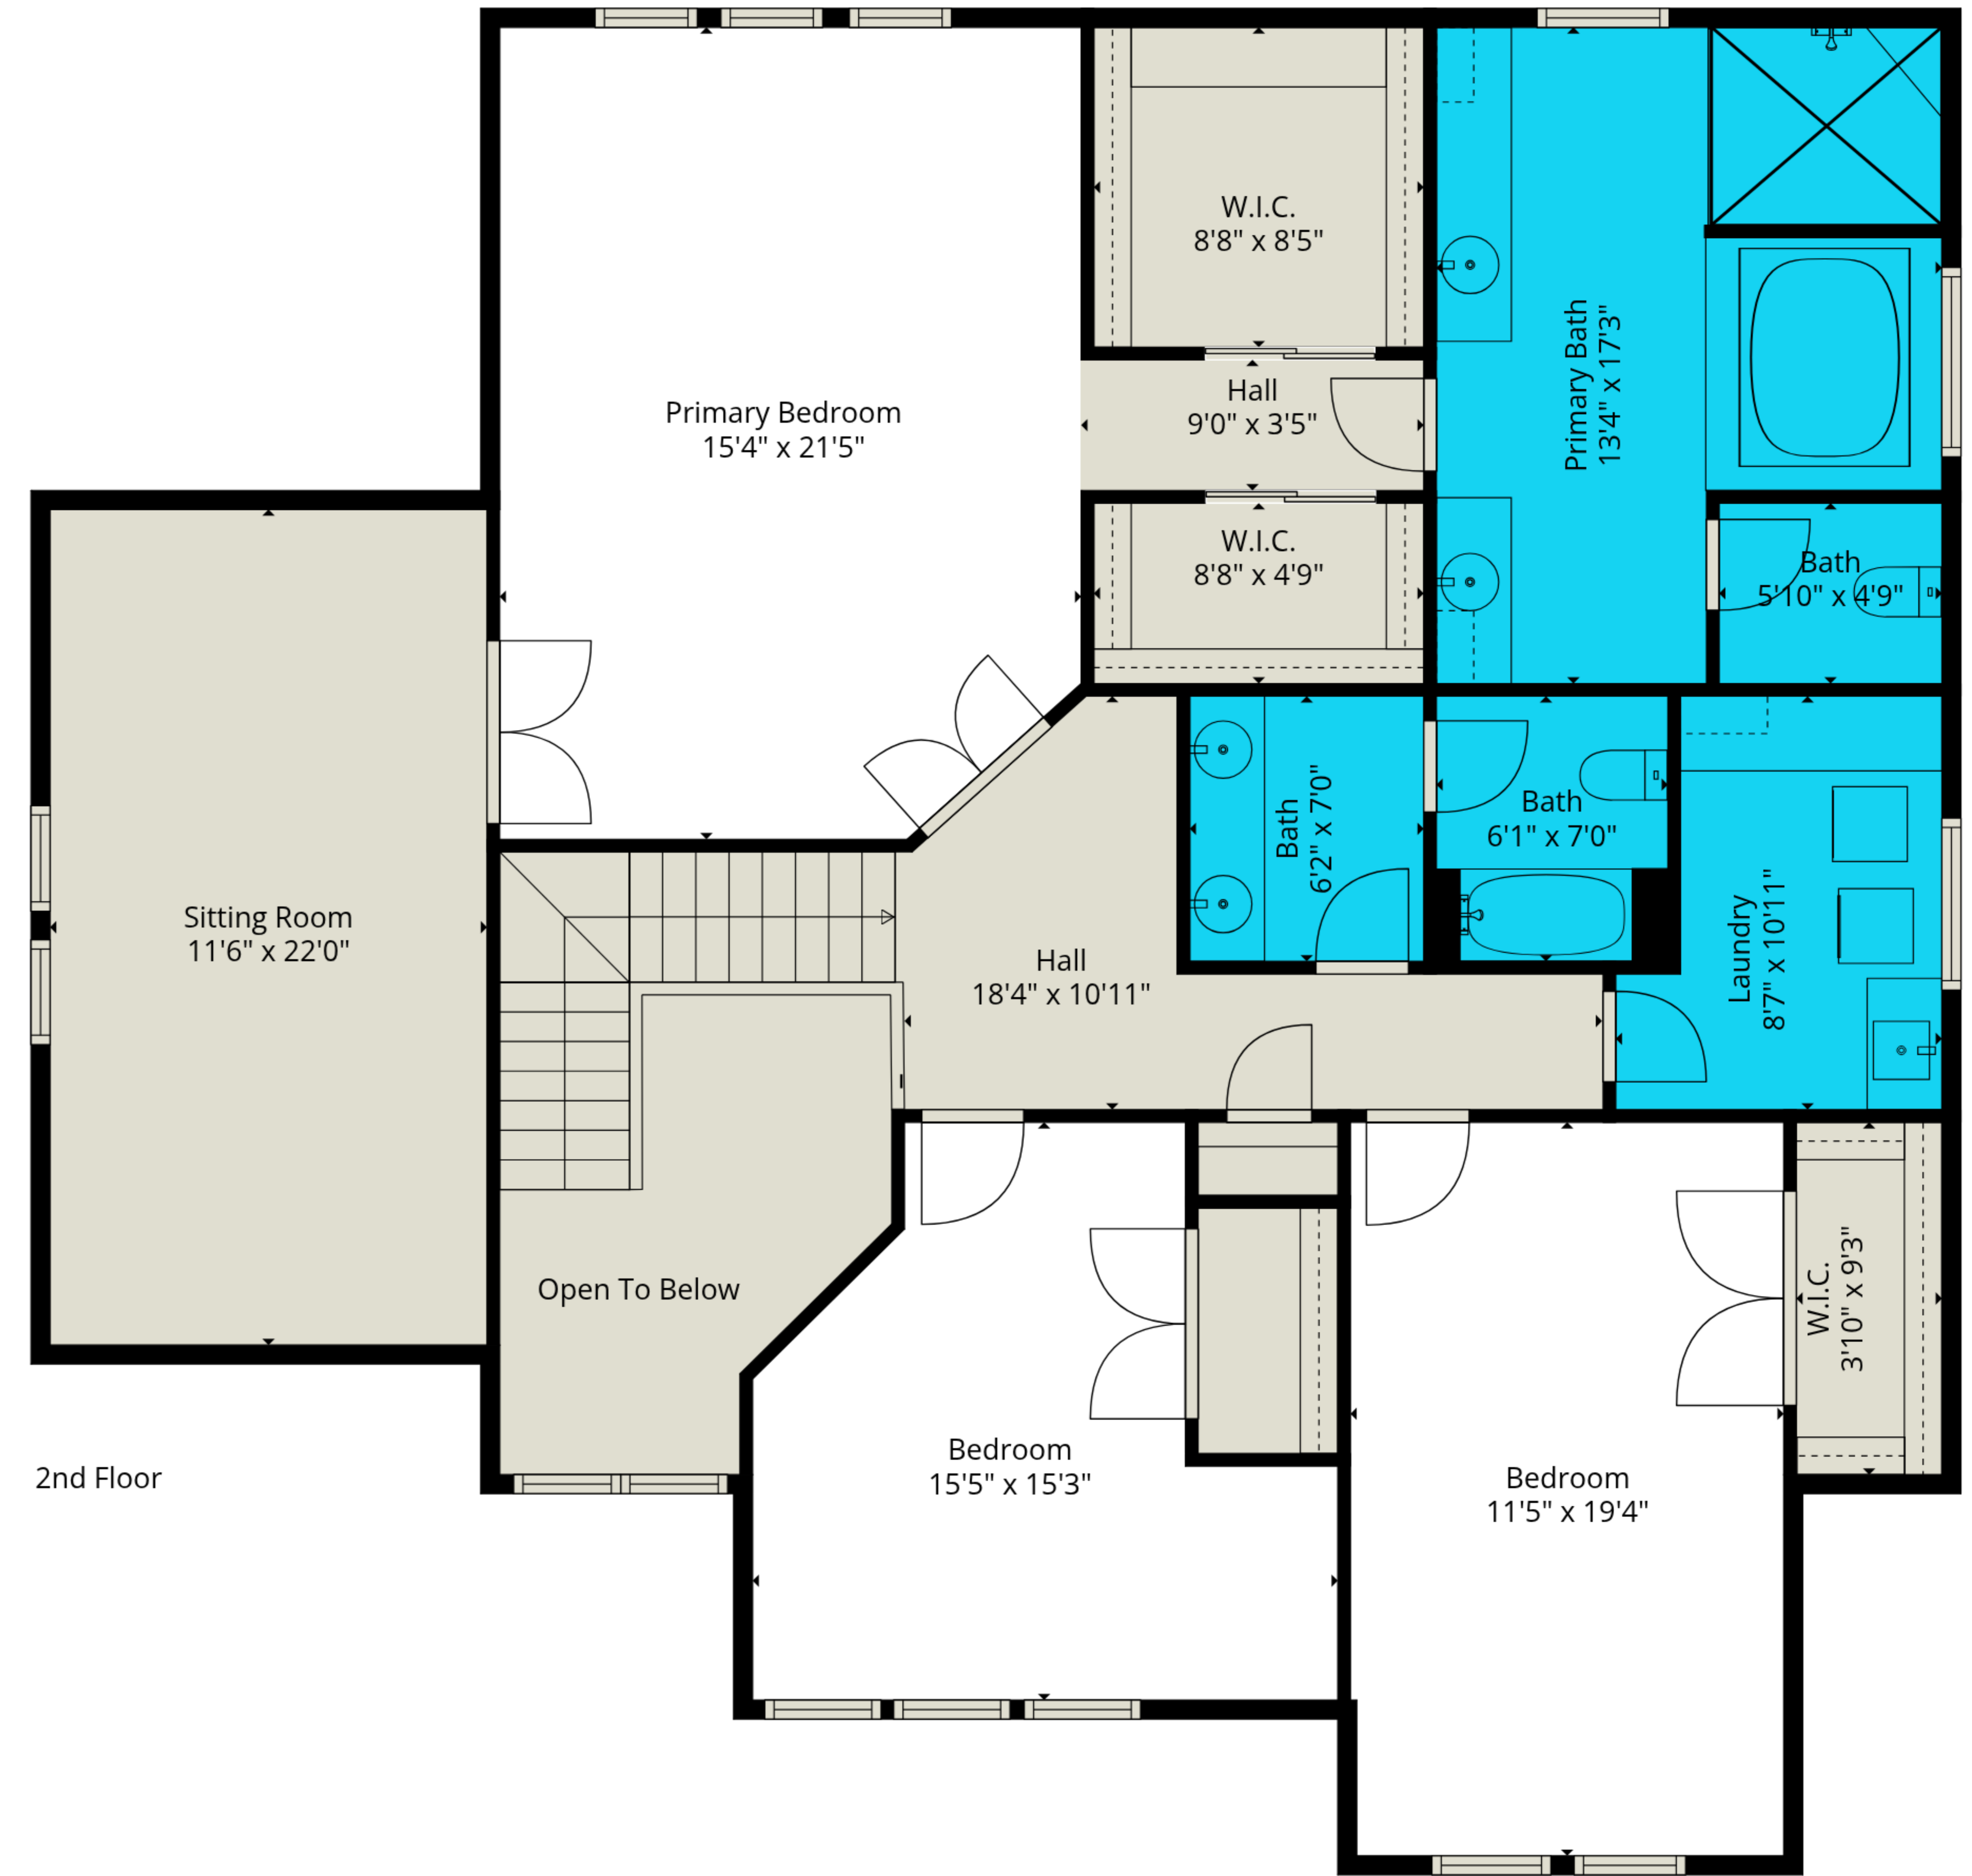 W.I.C.
8'8" x 8'5"
Primary Bath
13'4" x 17'3"
Hall
9'0" x 3'5"
Primary Bedroom
15'4" x 21'5"
W.I.C.
8'8" x 4'9"
Bath
5'10" x 4'9"
Bath
6'2" x 7'0"
Bath
6'1" x 7'0"
Sitting Room
11'6" x 22'0"
Hall
18'4" x 10'11"
Laundry
8'7" x 10'11"
Open To Below
W.I.C.
3'10" x 9'3"
Bedroom
15'5" x 15'3"
Bedroom
11'5" x 19'4"
2nd Floor